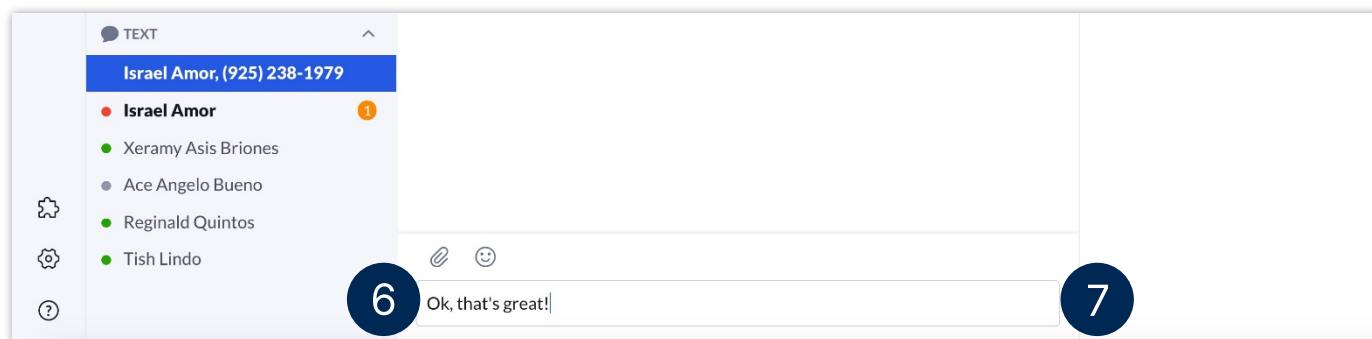 TEXT
Israel Amor, (925) 238-1979
Israel Amor 1
Xeramy Asis Briones
Ace Angelo Bueno
Reginald Quintos
Tish Lindo
?
6 Ok, that's great! 7